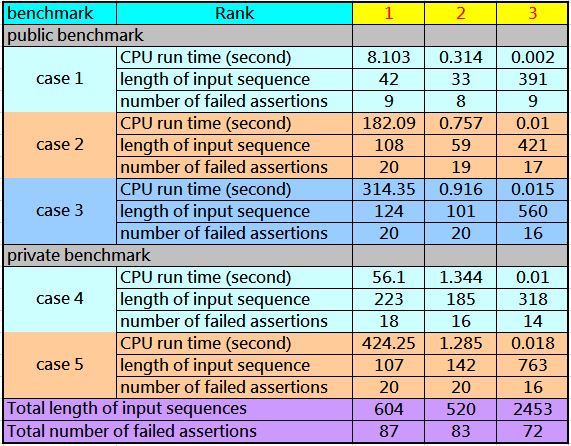 benchmark Rank 1 2 3
public benchmark
case 1 CPU run time (second) 8.103 0.314 0.002
length of input sequence 42 33 391
number of failed assertions 9 8 9
case 2 CPU run time (second) 182.09 0.757 0.01
length of input sequence 108 59 421
number of failed assertions 20 19 17
case 3 CPU run time (second) 314.35 0.916 0.015
length of input sequence 124 101 560
number of failed assertions 20 20 16
private benchmark
case 4 CPU run time (second) 56.1 1.344 0.01
length of input sequence 223 185 318
number of failed assertions 18 16 14
case 5 CPU run time (second) 424.25 1.285 0.018
length of input sequence 107 142 763
number of failed assertions 20 20 16
Total length of input sequences 604 520 2453
Total number of failed assertions 87 83 72